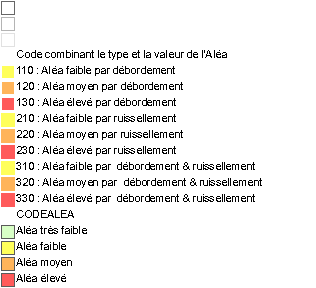 Code combinant le type et la valeur de l'Aléa
110 : Aléa faible par débordement
120 : Aléa moyen par débordement
130 : Aléa élevé par débordement
210 : Aléa faible par ruissellement
220 : Aléa moyen par ruissellement
230 : Aléa élevé par ruissellement
310 : Aléa faible par débordement & ruissellement
320 : Aléa moyen par débordement & ruissellement
330 : Aléa élevé par débordement & ruissellement
CODEALEA
Aléa trés faible
Aléa faible
Aléa moyen
Aléa élevé